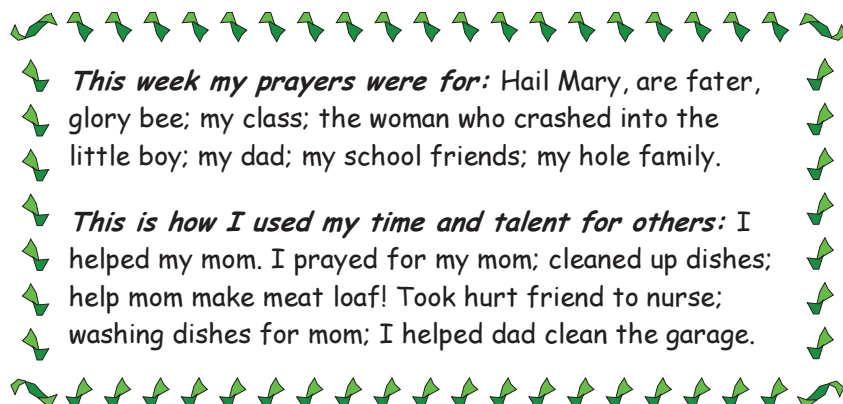 This week my prayers were for: Hail Mary, are fater,
glory bee; my class; the woman who crashed into the
little boy; my dad; my school friends; my hole family.
This is how I used my time and talent for others: I
helped my mom. I prayed for my mom; cleaned up dishes;
help mom make meat loaf! Took hurt friend to nurse;
washing dishes for mom; I helped dad clean the garage.